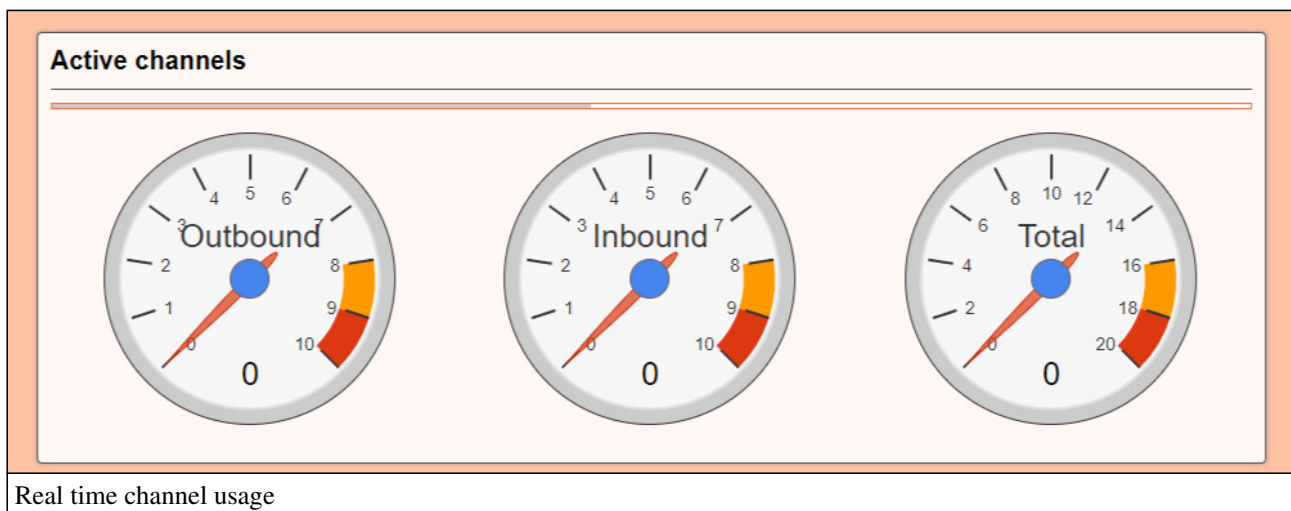 Active channels
4 5 6
3 7
Outbound
2 8
1 9
0 10
0
4 5 6
3 7
Inbound
2 8
1 9
0 10
0
8 10 12
6 14
Total
4 16
2 18
0 20
0
Real time channel usage